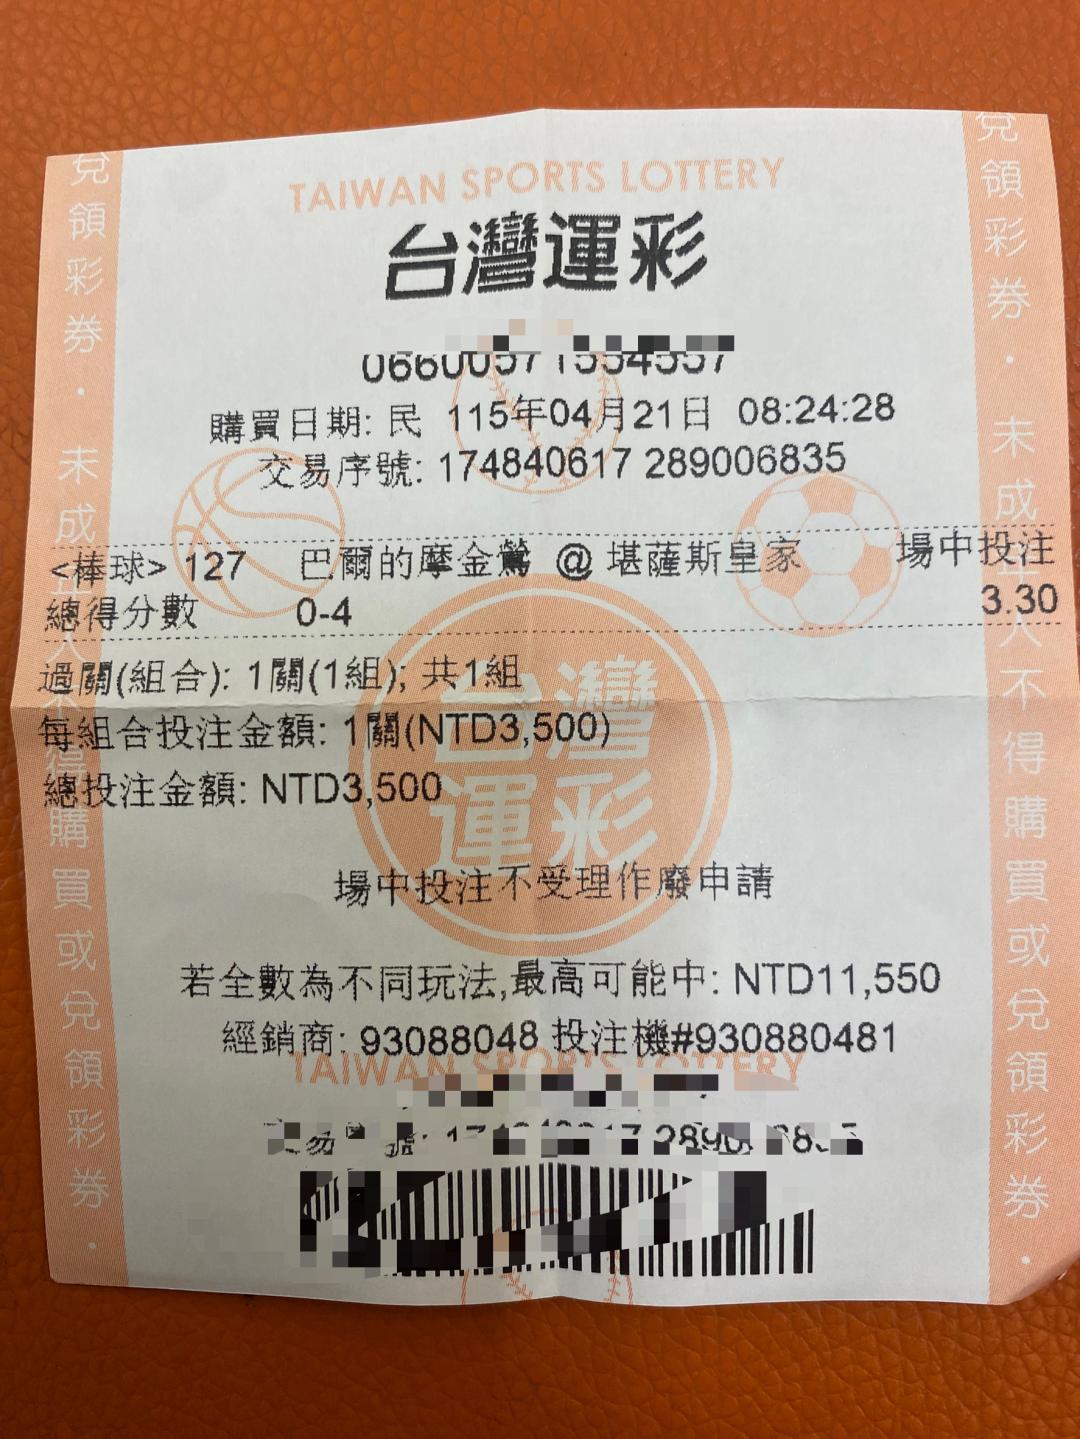 TAIWAN SPORTS LOTTERY
台灣運彩
購買日期: 民 115年04月21日 08:24:28
交易序號: 174840617 289006835
<棒球> 127 巴爾的摩金鶯 @ 堪薩斯皇家 場中投注
總得分數 0-4 3.30
過關(組合): 1關(1組); 共1組
每組合投注金額: 1關(NTD3,500)
總投注金額: NTD3,500
台灣
運彩
場中投注不受理作廢申請
若全數為不同玩法,最高可能中: NTD11,550
經銷商: 93088048 投注機#930880481
TAIWAN SPORTS LOTTERY
兌領彩券・未成年人不得購買或兌領彩券・
兌領彩券・未成年人不得購買或兌領彩券・